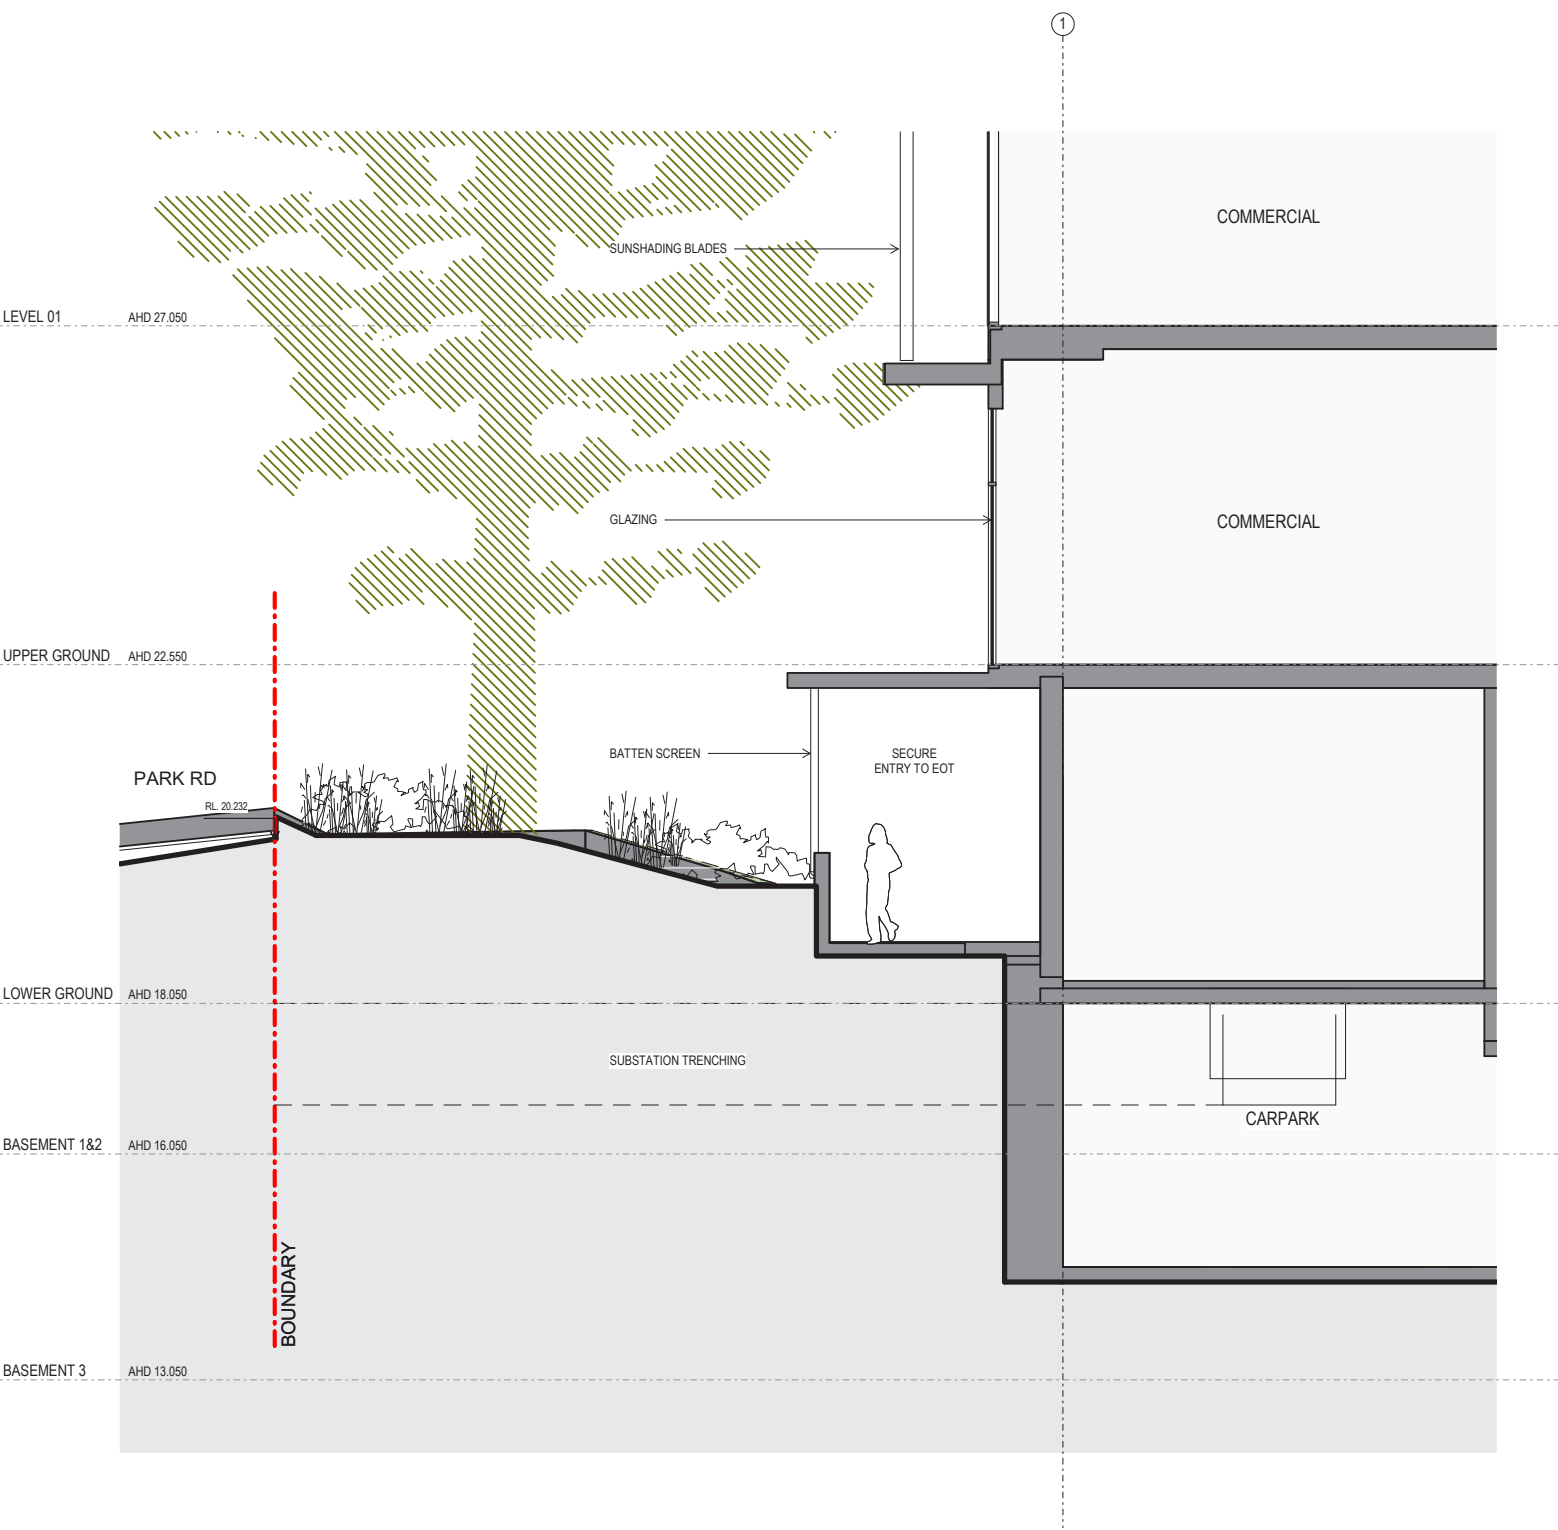 1
COMMERCIAL
SUNSHADING BLADES
LEVEL 01 AHD 27.050
GLAZING
COMMERCIAL
UPPER GROUND AHD 22.550
BATTEN SCREEN
SECURE
ENTRY TO EOT
PARK RD
RL. 20.232
LOWER GROUND AHD 18.050
SUBSTATION TRENCHING
CARPARK
BASEMENT 1&2 AHD 16.050
BOUNDARY
BASEMENT 3 AHD 13.050